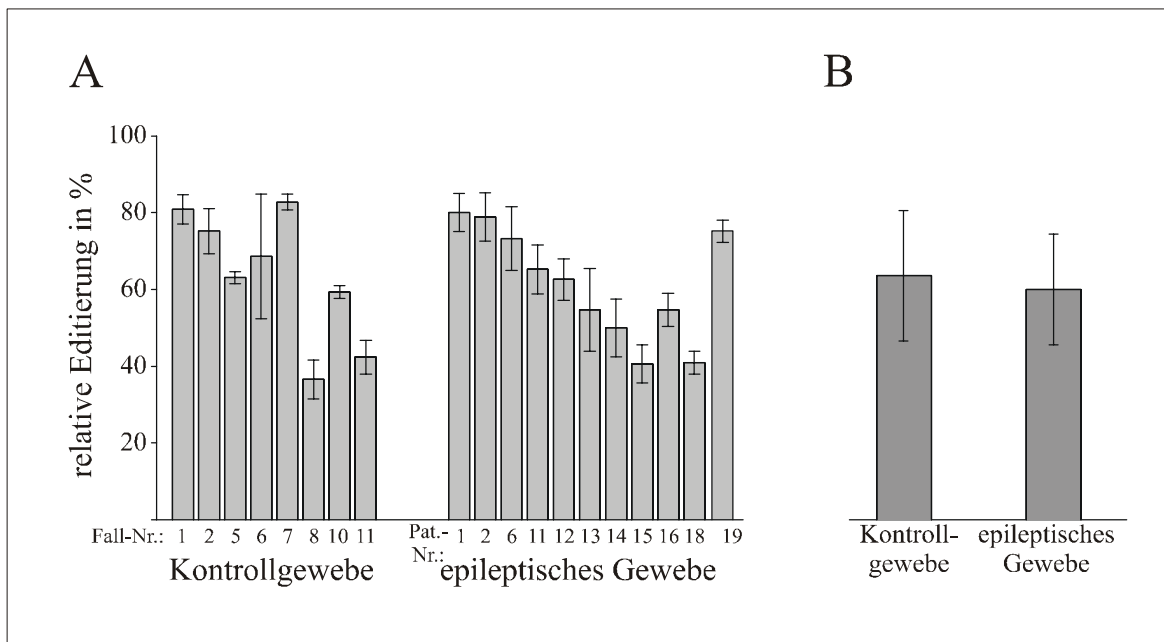 A
B
relative Editierung in %
100
80
60
40
20
Fall-Nr.: 1 2 5 6 7 8 10 11
Kontrollgewebe
Pat.-
Nr.: 1 2 6 11 12 13 14 15 16 18 19
epileptisches Gewebe
Kontroll-
gewebe
epileptisches
Gewebe